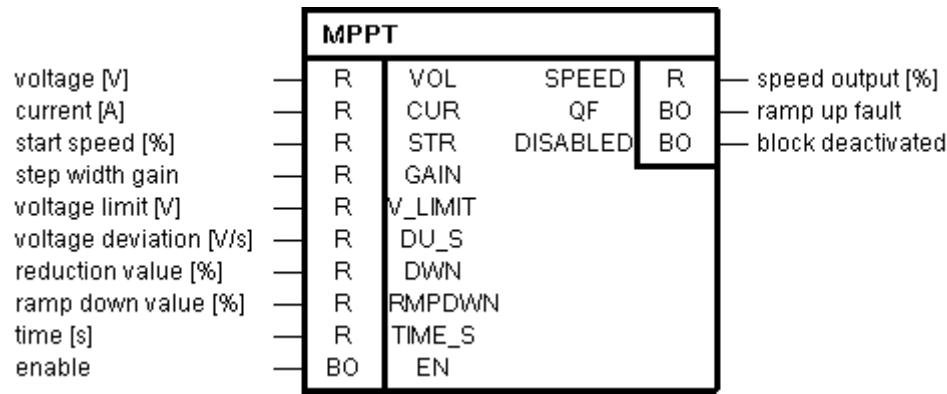 MPPT
voltage [V] R VOL SPEED R speed output [%]
current [A] R CUR QF BO ramp up fault
start speed [%] R STR DISABLED BO block deactivated
step width gain R GAIN
voltage limit [V] R V_LIMIT
voltage deviation [V/s] R DU_S
reduction value [%] R DWN
ramp down value [%] R RMPDWN
time [s] R TIME_S
enable BO EN